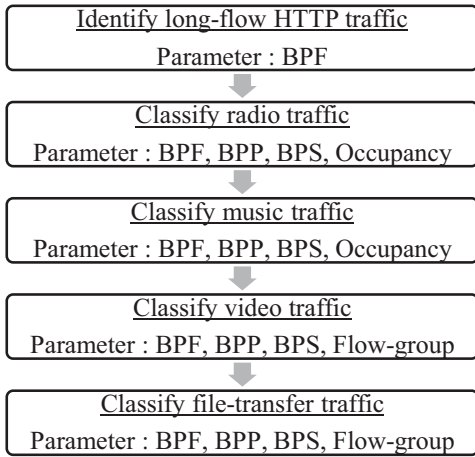 Identify long-flow HTTP traffic
Parameter : BPF
Classify radio traffic
Parameter : BPF, BPP, BPS, Occupancy
Classify music traffic
Parameter : BPF, BPP, BPS, Occupancy
Classify video traffic
Parameter : BPF, BPP, BPS, Flow-group
Classify file-transfer traffic
Parameter : BPF, BPP, BPS, Flow-group